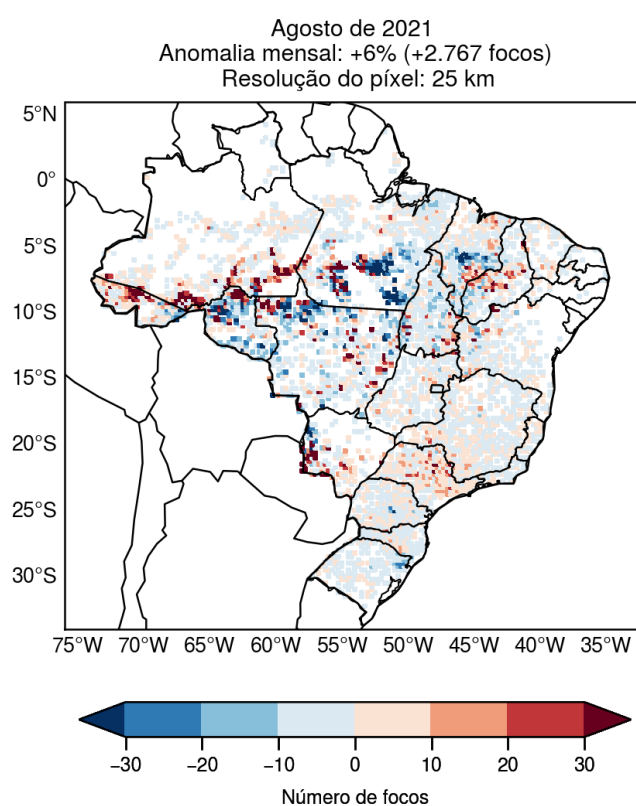 Agosto de 2021
Anomalia mensal: +6% (+2.767 focos)
Resolução do píxel: 25 km
5°N
0°
5°S
10°S
15°S
20°S
25°S
30°S
75°W 70°W 65°W 60°W 55°W 50°W 45°W 40°W 35°W
−30 −20 −10 0 10 20 30
Número de focos